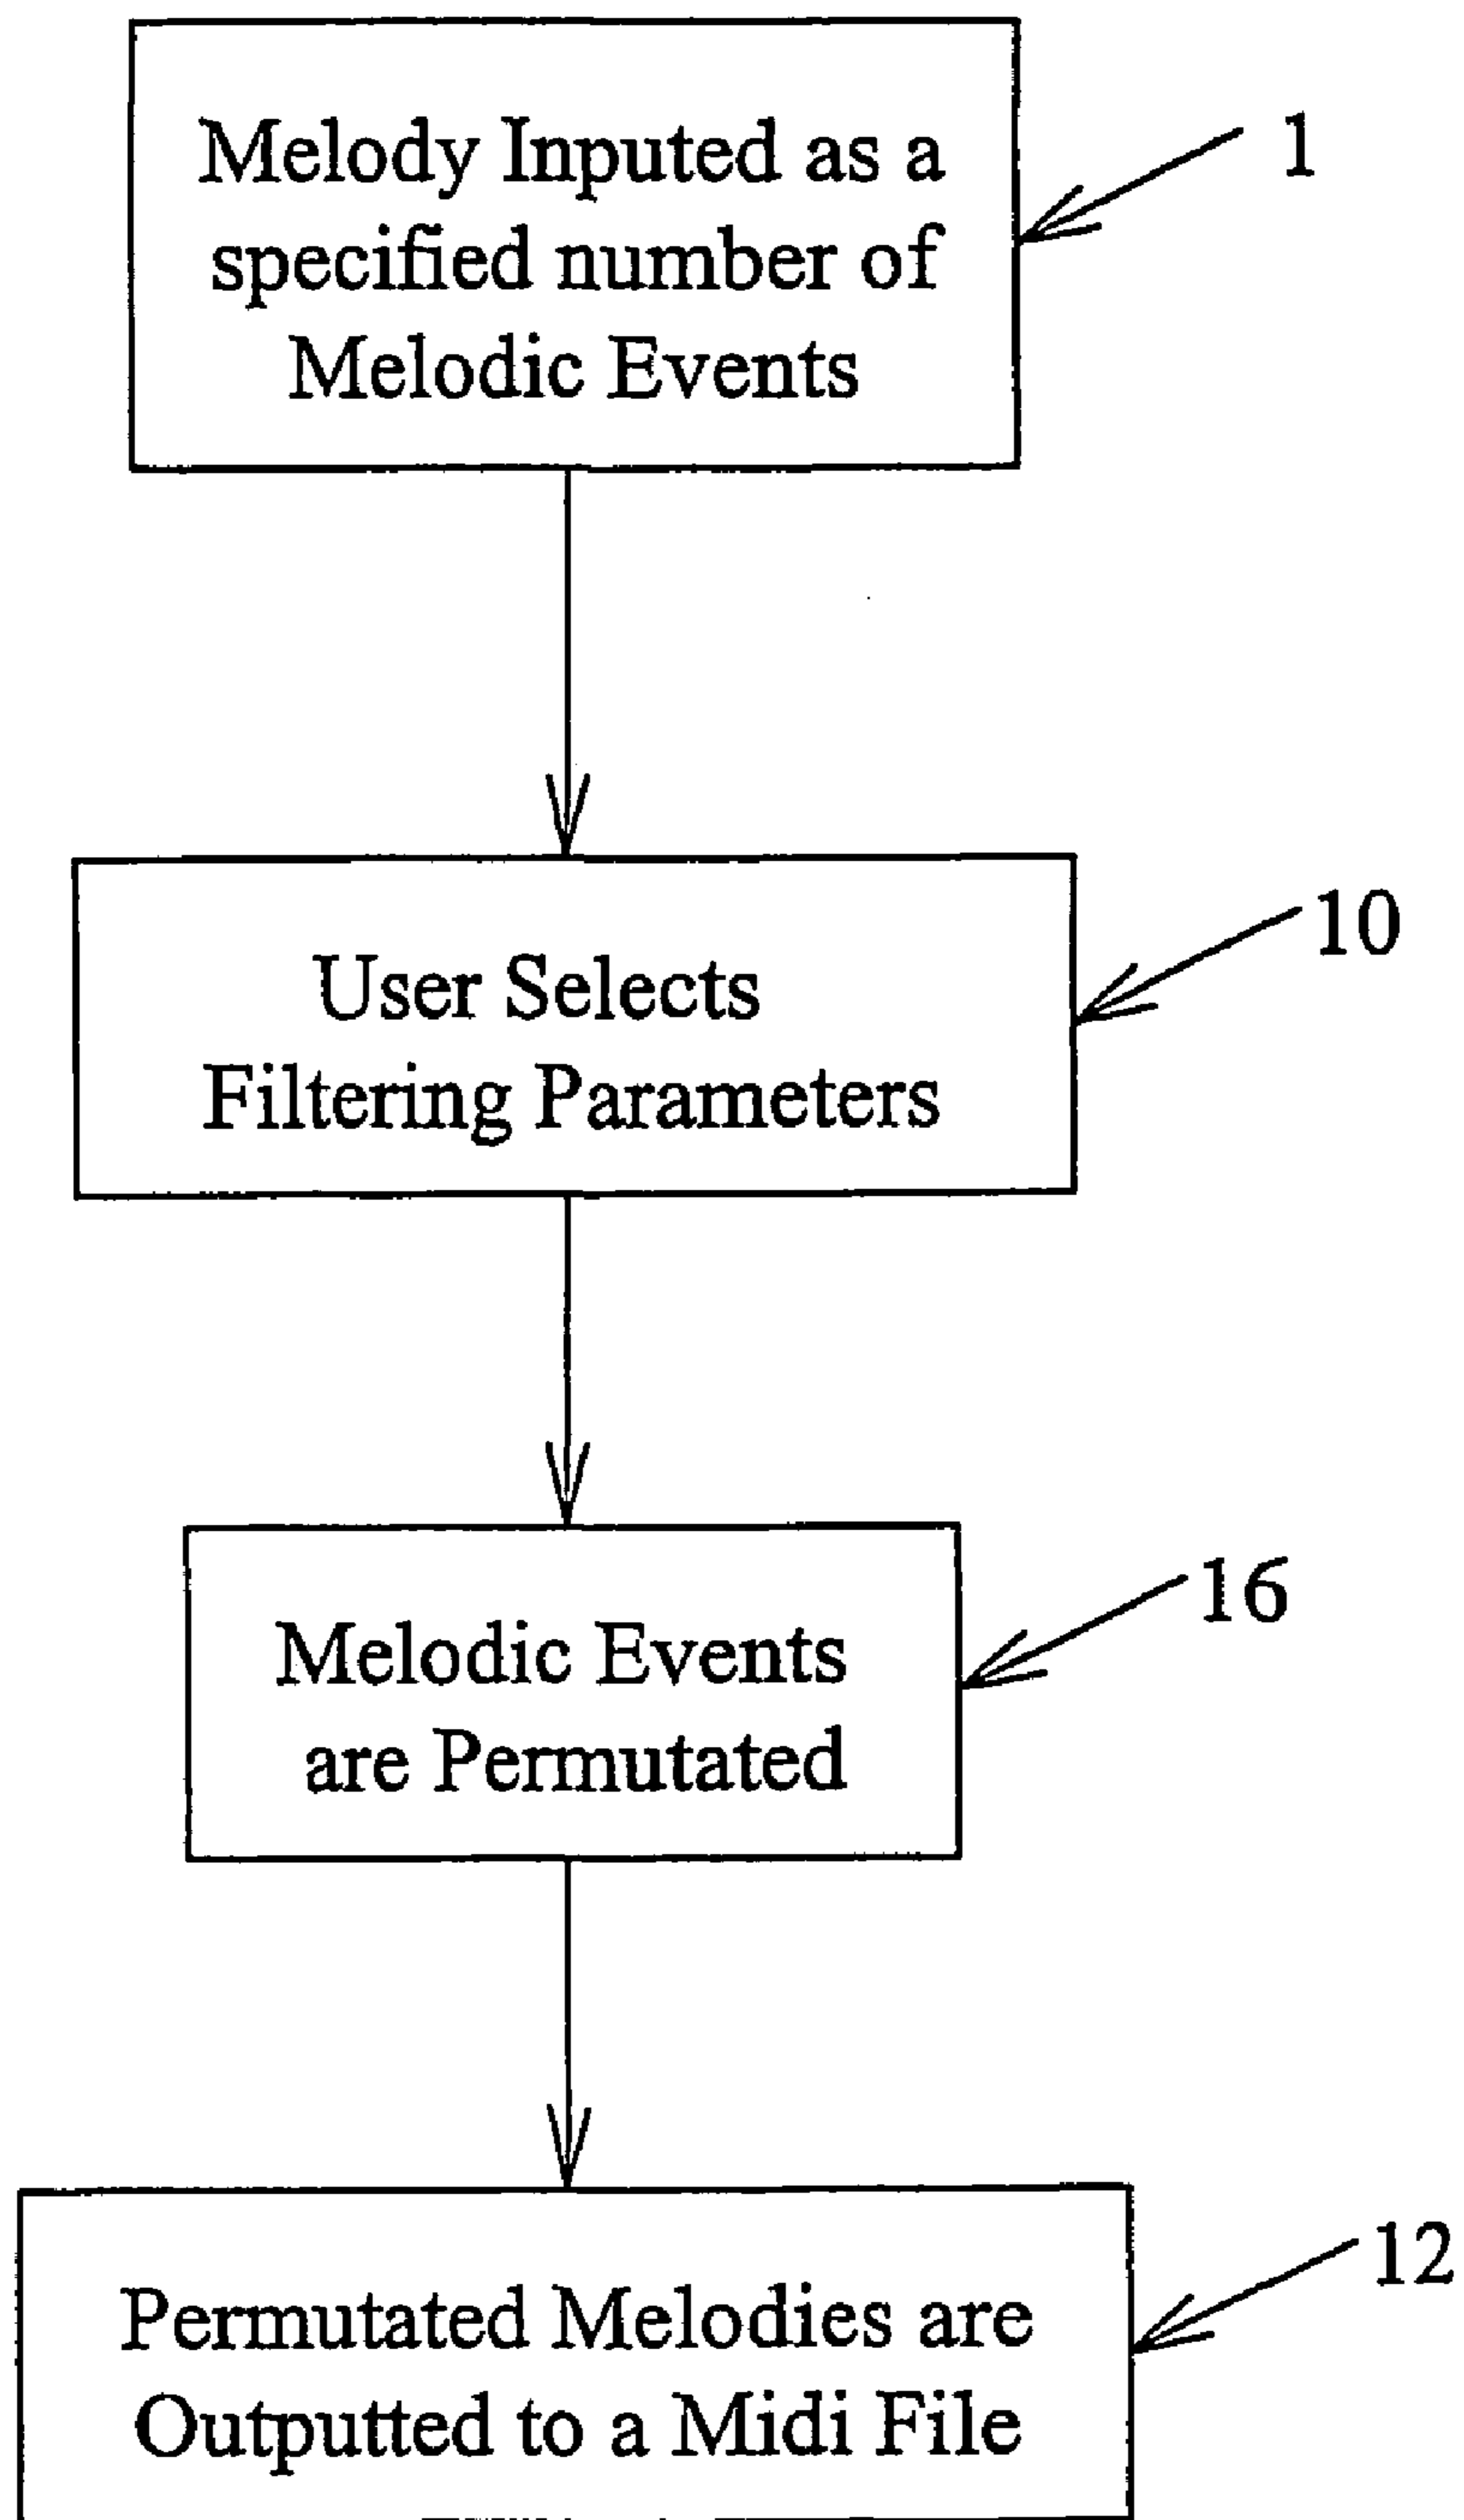 Melody Inputed as a
specified number of
Melodic Events
1
User Selects
Filtering Parameters
10
Melodic Events
are Permutated
16
Permutated Melodies are
Outputted to a Midi File
12